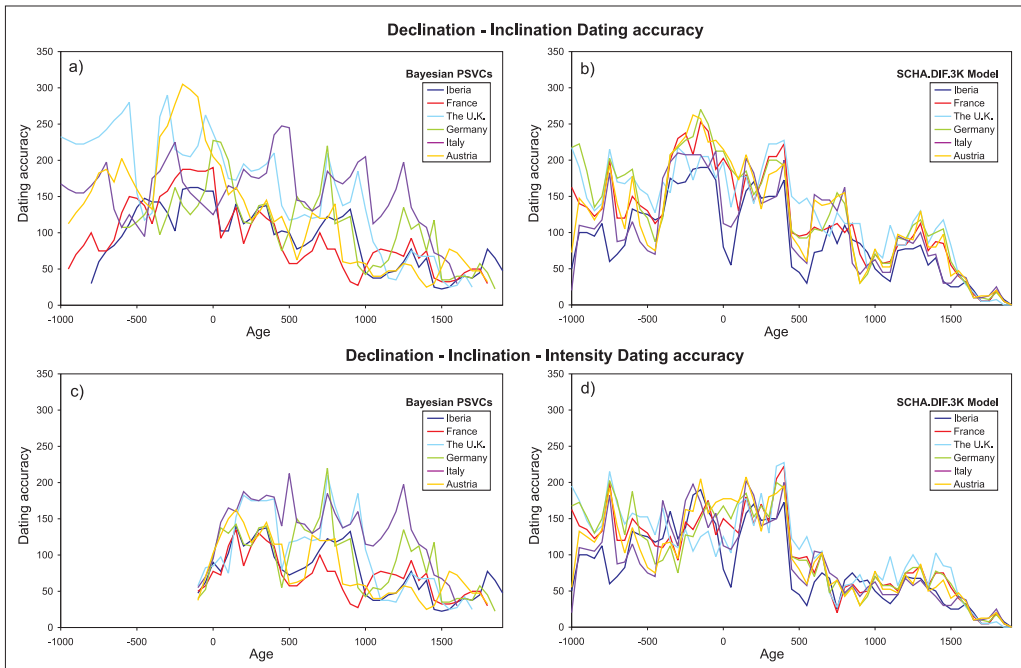 Declination - Inclination Dating accuracy
a)
Bayesian PSVCs
Iberia
France
The U.K.
Germany
Italy
Austria
Dating accuracy
350
300
250
200
150
100
50
0
-1000 -500 0 500 1000 1500
Age
b)
SCHA.DIF.3K Model
Iberia
France
The U.K.
Germany
Italy
Austria
Dating accuracy
350
300
250
200
150
100
50
0
-1000 -500 0 500 1000 1500
Age
Declination - Inclination - Intensity Dating accuracy
c)
Bayesian PSVCs
Iberia
France
The U.K.
Germany
Italy
Austria
Dating accuracy
350
300
250
200
150
100
50
0
-1000 -500 0 500 1000 1500
Age
d)
SCHA.DIF.3K Model
Iberia
France
The U.K.
Germany
Italy
Austria
Dating accuracy
350
300
250
200
150
100
50
0
-1000 -500 0 500 1000 1500
Age